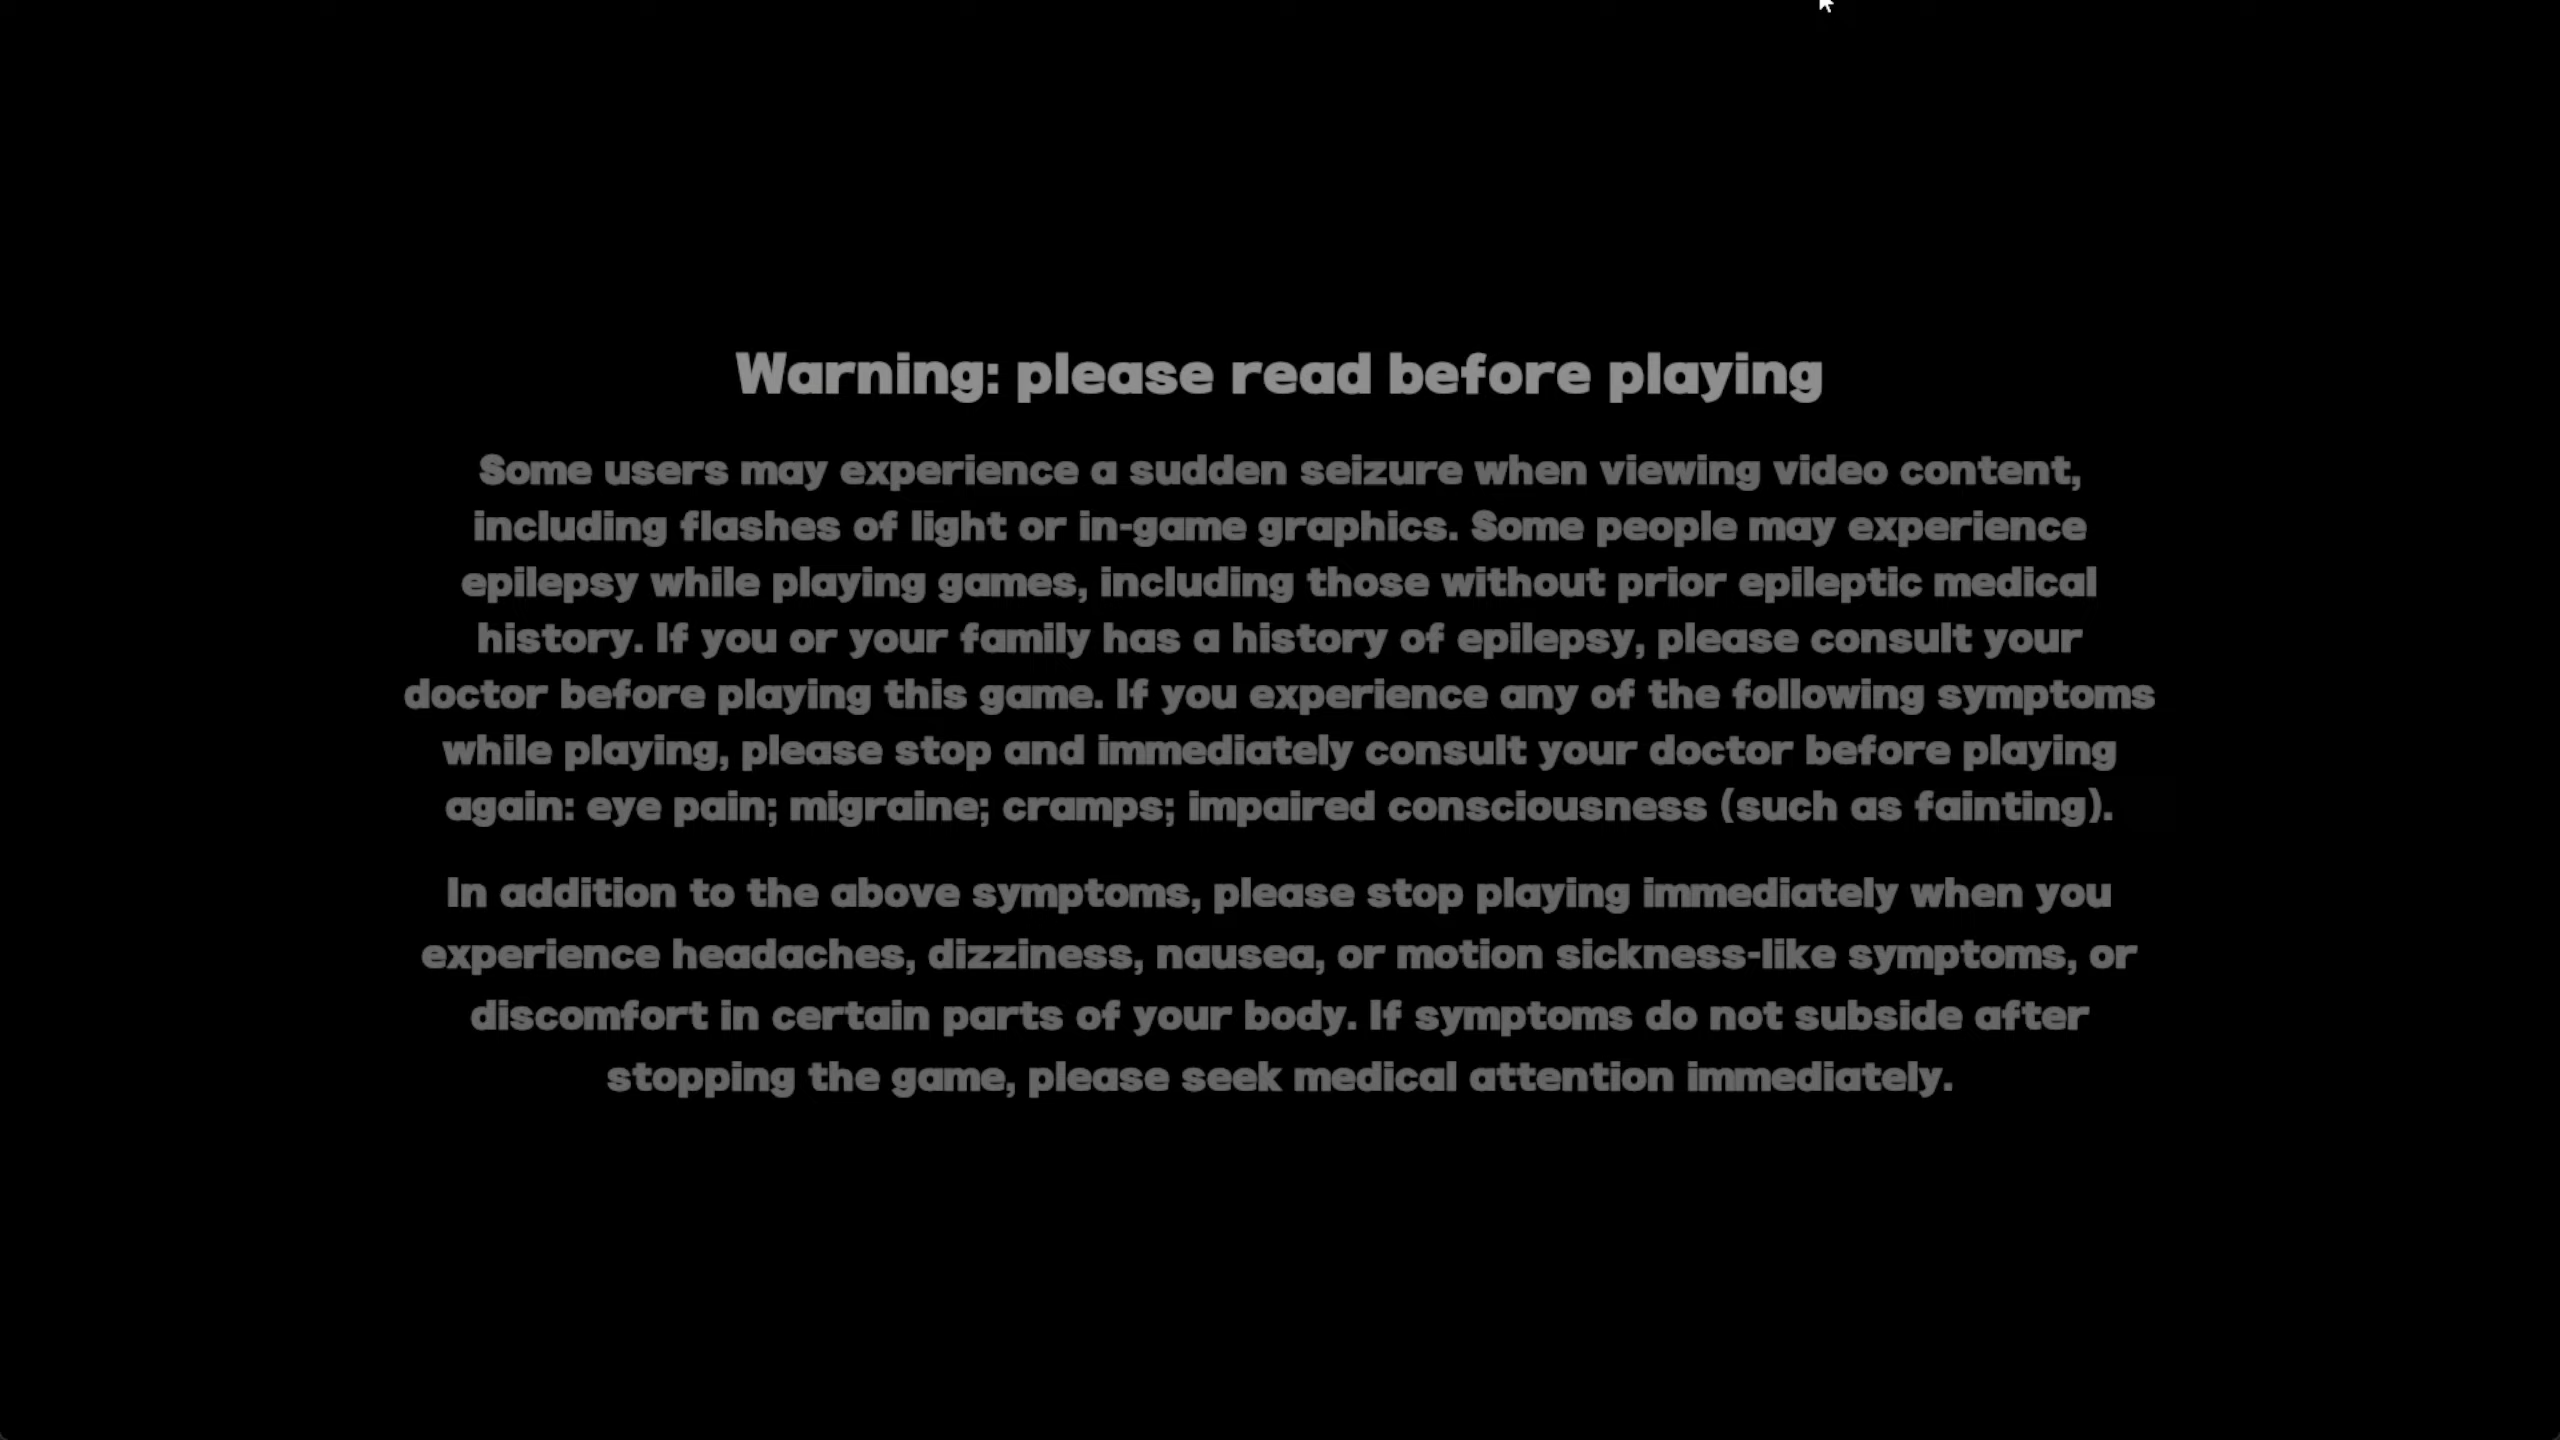 Warning: please read before playing
Some users may experience a sudden seizure when viewing video content,
including flashes of light or in-game graphics. Some people may experience
epilepsy while playing games, including those without prior epileptic medical
history. If you or your family has a history of epilepsy, please consult your
doctor before playing this game. If you experience any of the following symptoms
while playing, please stop and immediately consult your doctor before playing
again: eye pain; migraine; cramps; impaired consciousness (such as fainting).
In addition to the above symptoms, please stop playing immediately when you
experience headaches, dizziness, nausea, or motion sickness-like symptoms, or
discomfort in certain parts of your body. If symptoms do not subside after
stopping the game, please seek medical attention immediately.